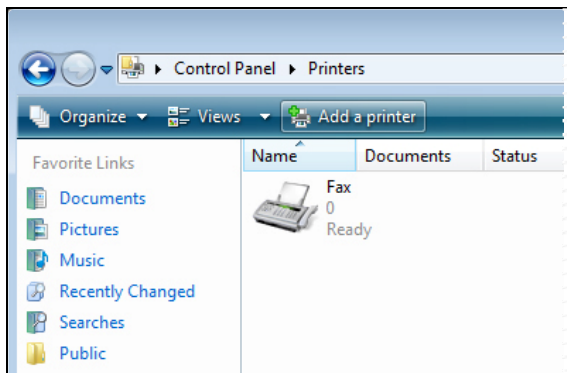 Control Panel Printers
Organize Views Add a printer
Favorite Links
Documents
Pictures
Music
Recently Changed
Searches
Public
Name Documents Status
Fax
0
Ready